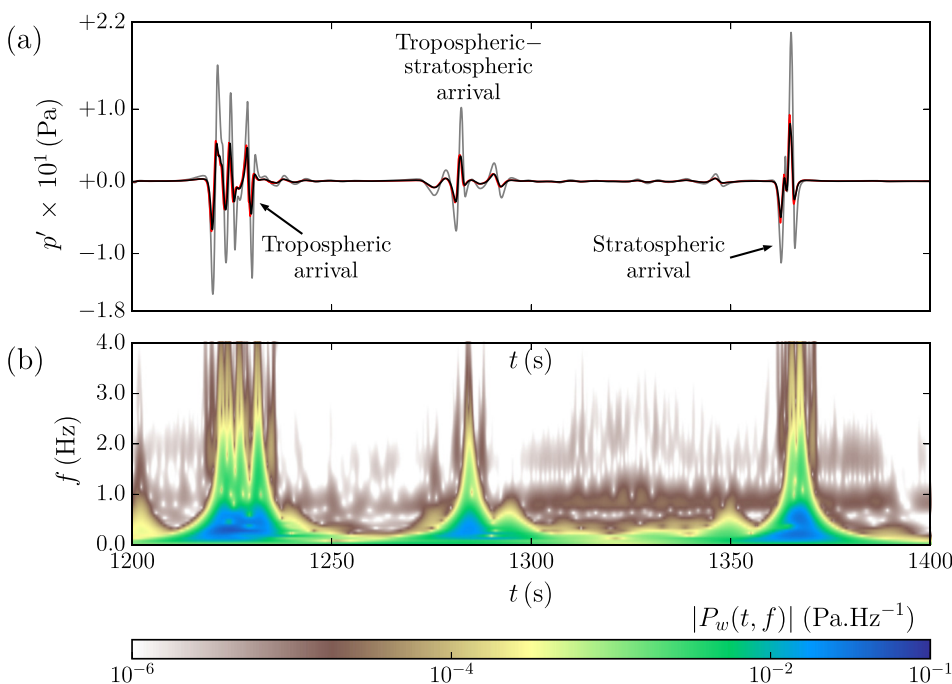 (a)
p′ × 10¹ (Pa)
+2.2
+1.0
+0.0
−1.0
−1.8
Tropospheric−
stratospheric
arrival
Tropospheric
arrival
Stratospheric
arrival
(b)
f (Hz)
4.0
3.0
2.0
1.0
0.0
t (s)
1200 1250 1300 1350 1400
t (s)
|P_w(t, f)| (Pa.Hz⁻¹)
10⁻⁶ 10⁻⁴ 10⁻² 10⁻¹